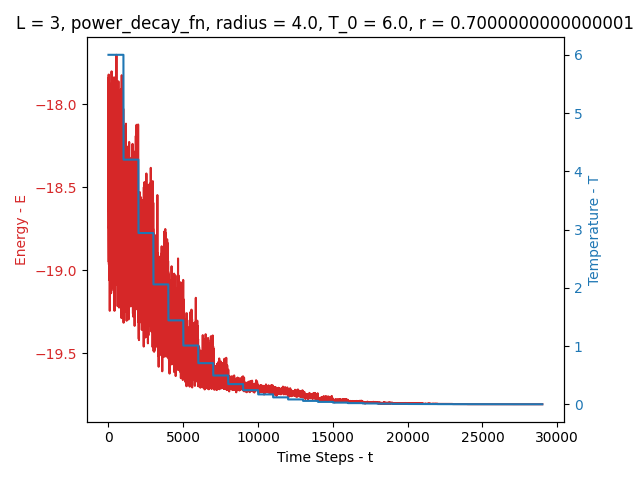 L = 3, power_decay_fn, radius = 4.0, T_0 = 6.0, r = 0.7000000000000001
−18.0
−18.5
−19.0
−19.5
Energy - E
6
5
4
3
2
1
0
Temperature - T
0 5000 10000 15000 20000 25000 30000
Time Steps - t